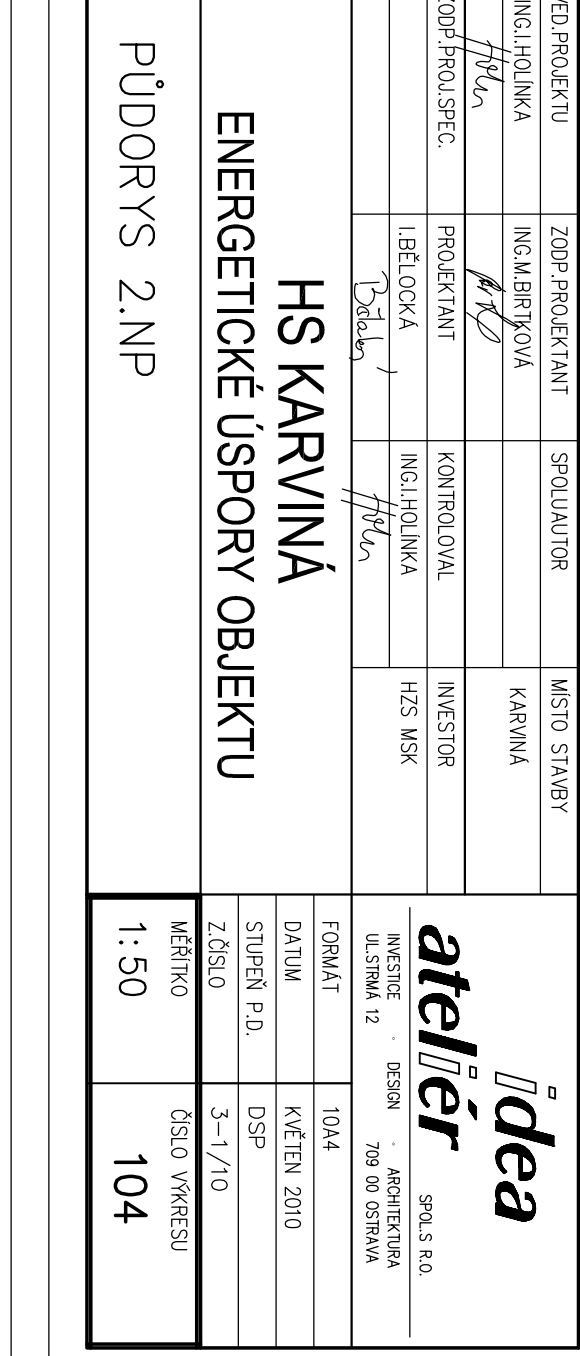 VED.PROJEKTU ZODP.PROJEKTANT SPOLUAUTOR MÍSTO STAVBY
ING.I.HOLÍNKA ING.M.BIRTKOVÁ KARVINÁ
ZODP.PROJ.SPEC. PROJEKTANT KONTROLOVAL INVESTOR
I.BĚLOCKÁ ING.I.HOLÍNKA HZS MSK
idea
ateliér SPOL.S R.O.
INVESTICE ◦ DESIGN ◦ ARCHITEKTURA
UL.STRMÁ 12 709 00 OSTRAVA
HS KARVINÁ
ENERGETICKÉ ÚSPORY OBJEKTU
FORMÁT 10A4
DATUM KVĚTEN 2010
STUPEŇ P.D. DSP
Z.ČÍSLO 3-1/10
PŮDORYS 2.NP
MĚŘÍTKO ČÍSLO VÝKRESU
1:50 104